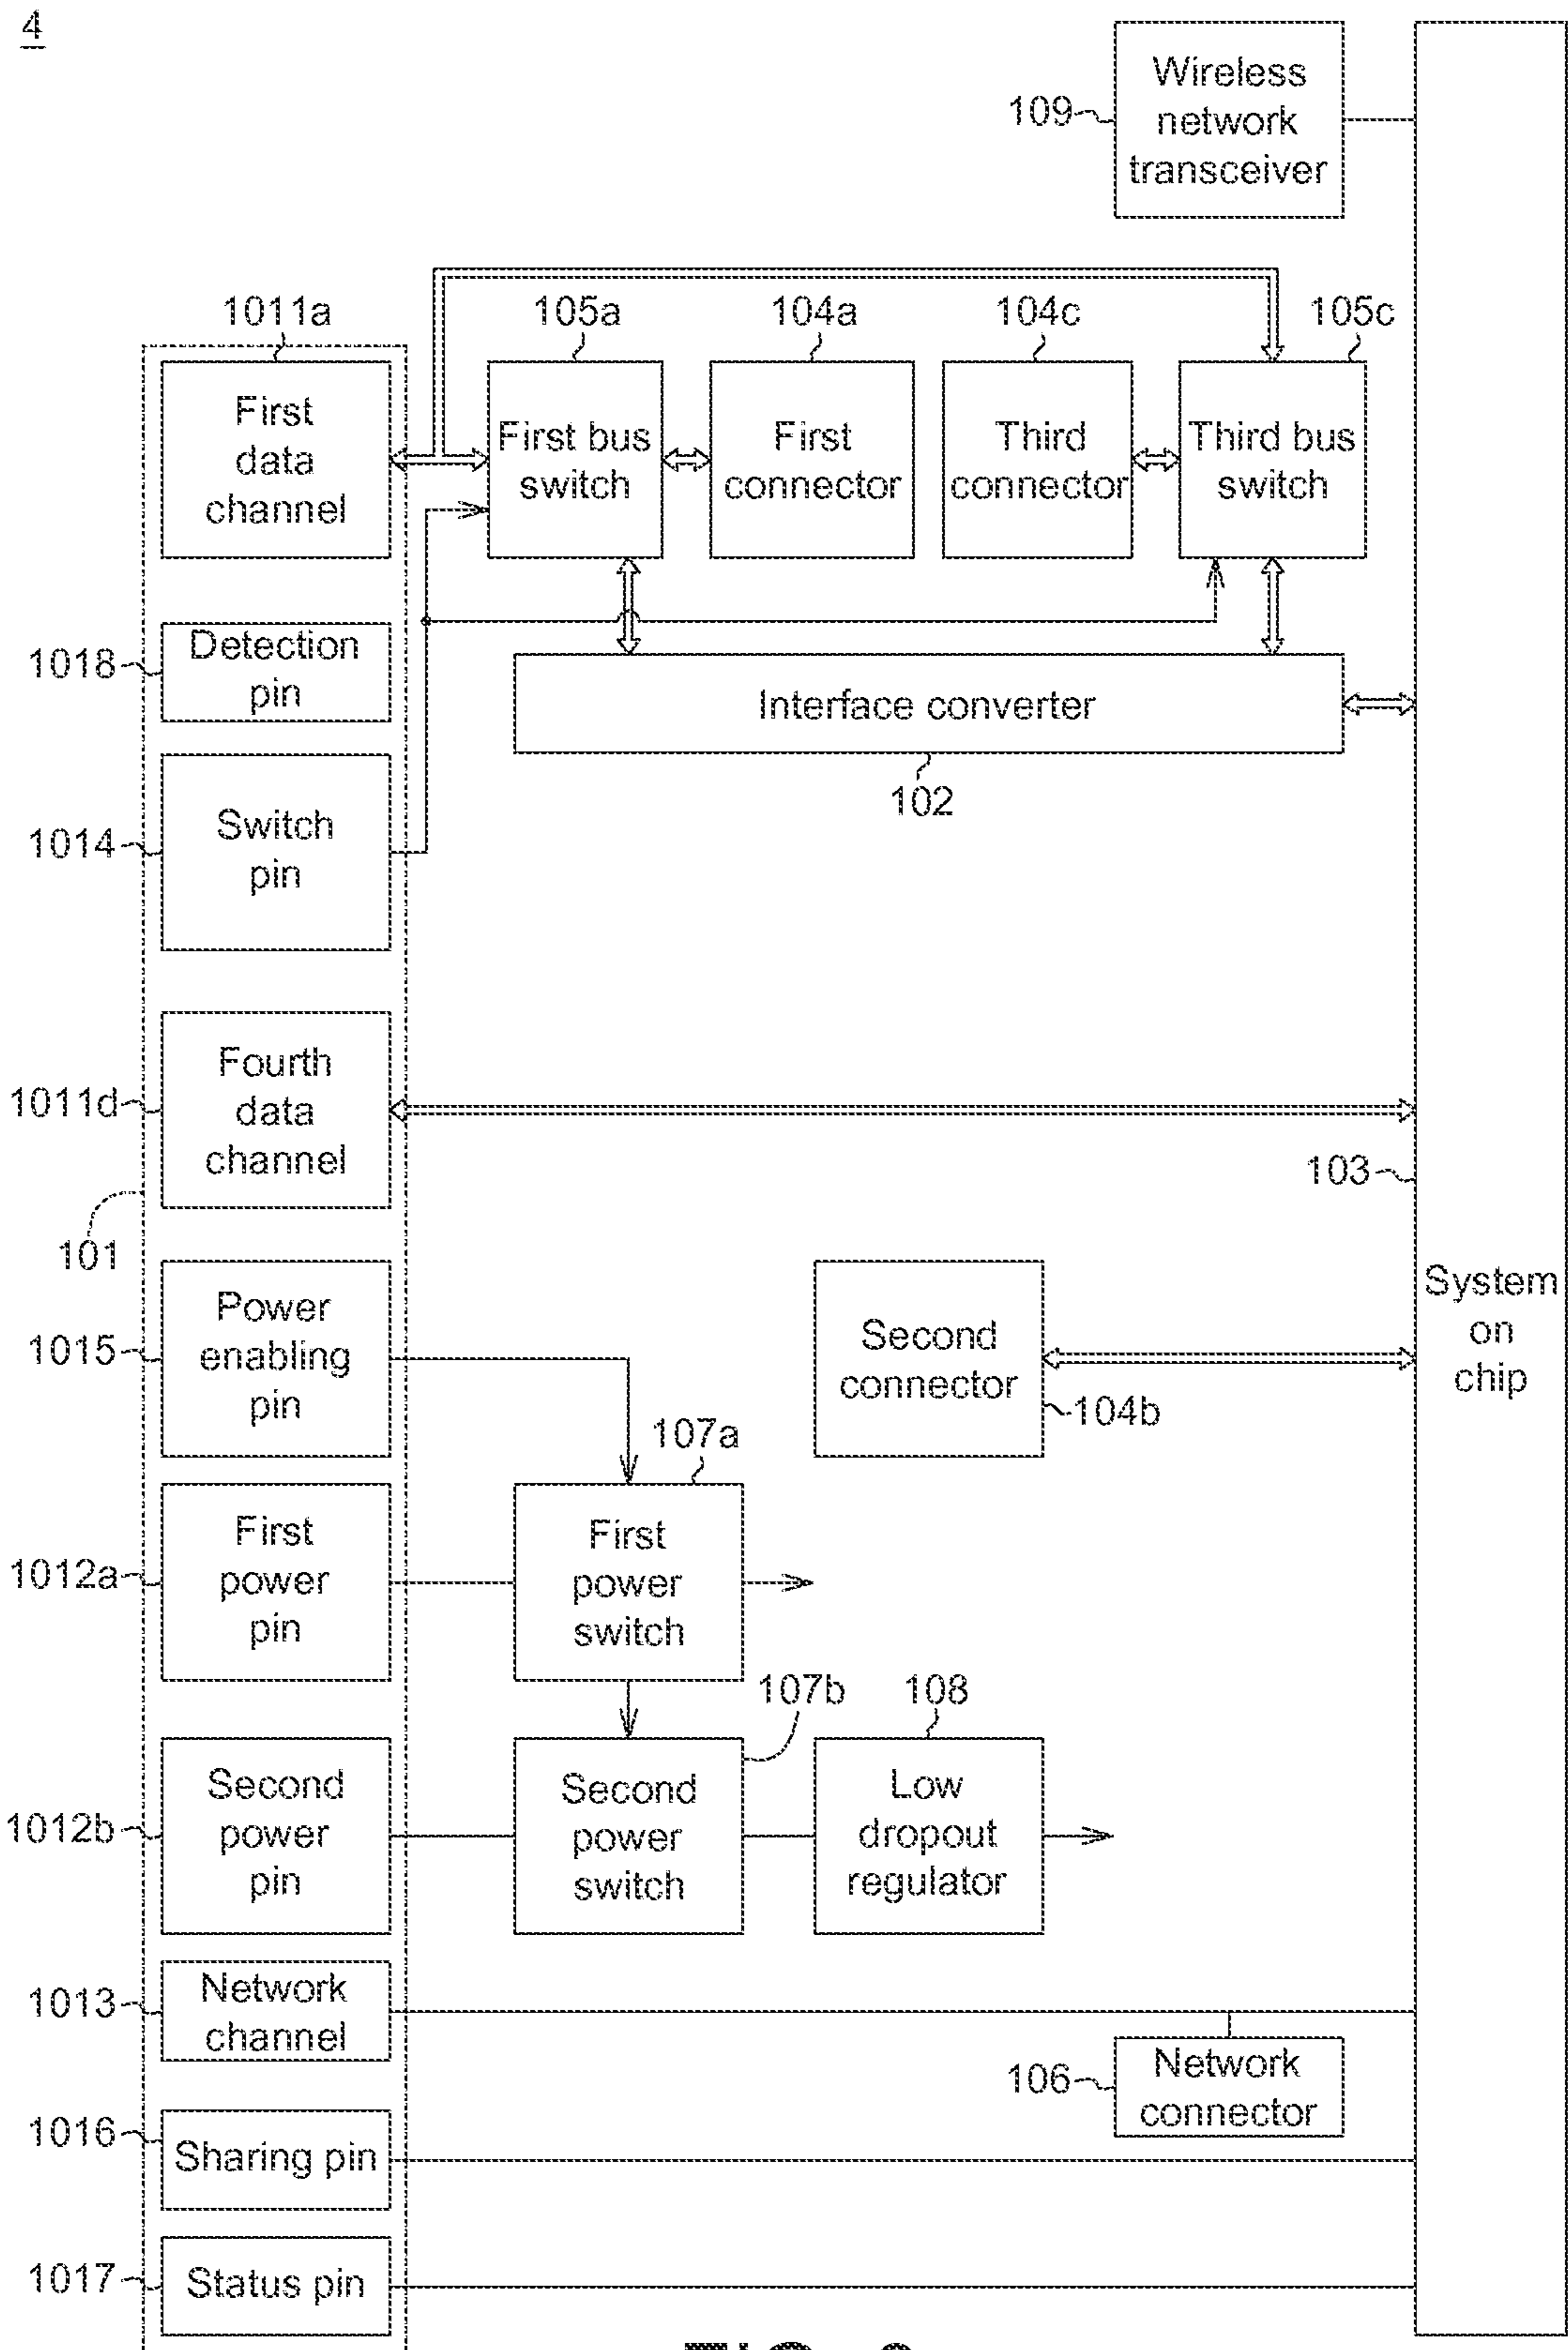 4
Wireless
network
transceiver
109
1011a
105a
104a
104c
105c
First
data
channel
First bus
switch
First
connector
Third
connector
Third bus
switch
1018
Detection
pin
Interface converter
102
1014
Switch
pin
1011d
Fourth
data
channel
103
101
System
on
chip
1015
Power
enabling
pin
Second
connector
104b
107a
1012a
First
power
pin
First
power
switch
107b
108
1012b
Second
power
pin
Second
power
switch
Low
dropout
regulator
1013
Network
channel
106
Network
connector
1016
Sharing pin
1017
Status pin